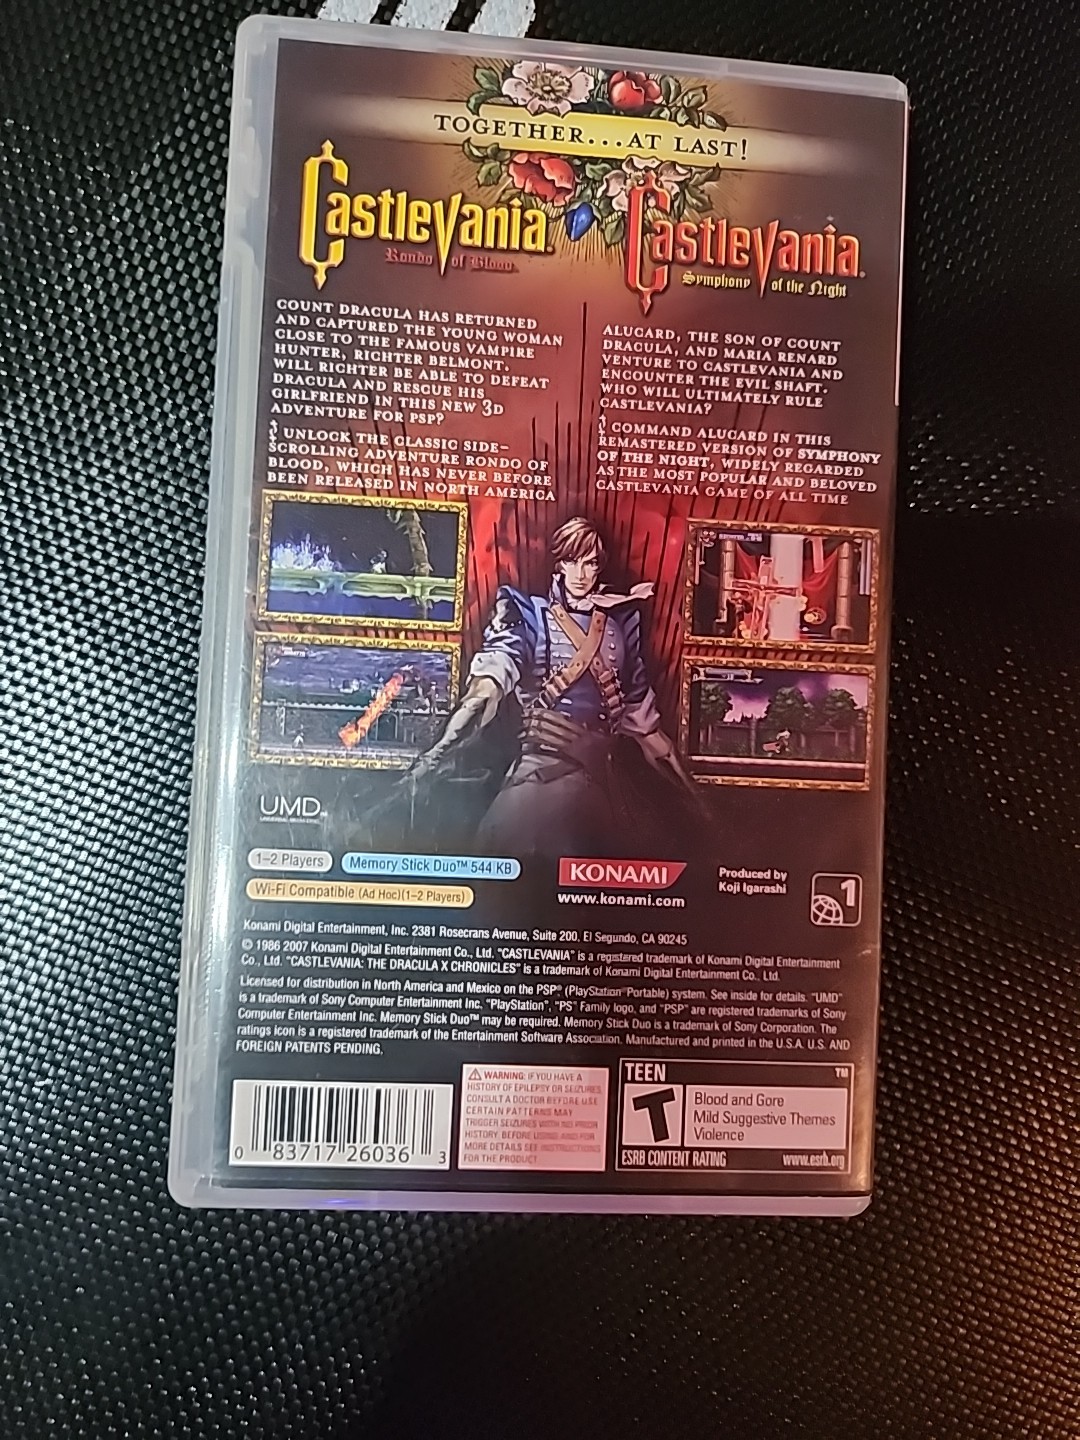 TOGETHER...AT LAST!
Castlevania
Rondo of Blood
Castlevania
Symphony of the Night
COUNT DRACULA HAS RETURNED
AND CAPTURED THE YOUNG WOMAN
CLOSE TO THE FAMOUS VAMPIRE
HUNTER, RICHTER BELMONT.
WILL RICHTER BE ABLE TO DEFEAT
DRACULA AND RESCUE HIS
GIRLFRIEND IN THIS NEW 3D
ADVENTURE FOR PSP?
UNLOCK THE CLASSIC SIDE-
SCROLLING ADVENTURE RONDO OF
BLOOD, WHICH HAS NEVER BEFORE
BEEN RELEASED IN NORTH AMERICA
ALUCARD, THE SON OF COUNT
DRACULA, AND MARIA RENARD
VENTURE TO CASTLEVANIA AND
ENCOUNTER THE EVIL SHAFT.
WHO WILL ULTIMATELY RULE
CASTLEVANIA?
COMMAND ALUCARD IN THIS
REMASTERED VERSION OF SYMPHONY
OF THE NIGHT, WIDELY REGARDED
AS THE MOST POPULAR AND BELOVED
CASTLEVANIA GAME OF ALL TIME
UMD™
1-2 Players
Memory Stick Duo™ 544 KB
Wi-Fi Compatible (Ad Hoc)(1-2 Players)
KONAMI
www.konami.com
Produced by
Koji Igarashi
1
Konami Digital Entertainment, Inc. 2381 Rosecrans Avenue, Suite 200, El Segundo, CA 90245
© 1986 2007 Konami Digital Entertainment Co., Ltd. "CASTLEVANIA" is a registered trademark of Konami Digital Entertainment
Co., Ltd. "CASTLEVANIA: THE DRACULA X CHRONICLES" is a trademark of Konami Digital Entertainment Co., Ltd.
Licensed for distribution in North America and Mexico on the PSP® (PlayStation®Portable) system. See inside for details. "UMD"
is a trademark of Sony Computer Entertainment Inc. "PlayStation", "PS" Family logo, and "PSP" are registered trademarks of Sony
Computer Entertainment Inc. Memory Stick Duo™ may be required. Memory Stick Duo is a trademark of Sony Corporation. The
ratings icon is a registered trademark of the Entertainment Software Association. Manufactured and printed in the U.S.A. U.S. AND
FOREIGN PATENTS PENDING.
0 83717 26036 3
WARNING: IF YOU HAVE A
HISTORY OF EPILEPSY OR SEIZURES
CONSULT A DOCTOR BEFORE USE
CERTAIN PATTERNS MAY
TRIGGER SEIZURES WITH NO PRIOR
HISTORY. BEFORE USING AND FOR
MORE DETAILS SEE INSTRUCTIONS
FOR THE PRODUCT
TEEN
TM
T
Blood and Gore
Mild Suggestive Themes
Violence
ESRB CONTENT RATING
www.esrb.org